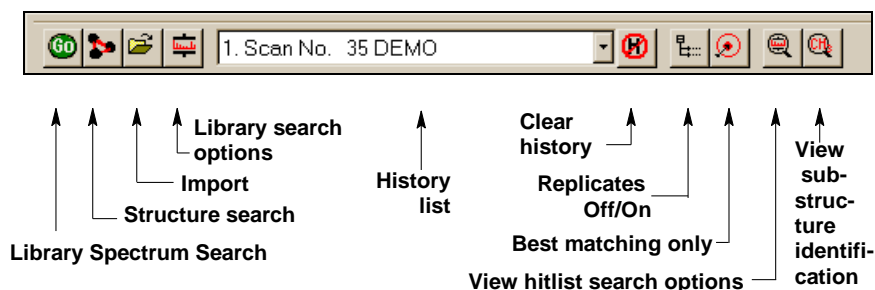 Go
1. Scan No. 35 DEMO
H
CH₃
Library search
options
Import
Structure search
Library Spectrum Search
History
list
Clear
history
Replicates
Off/On
Best matching only
View hitlist search options
View
sub-
struc-
ture
identifi-
cation